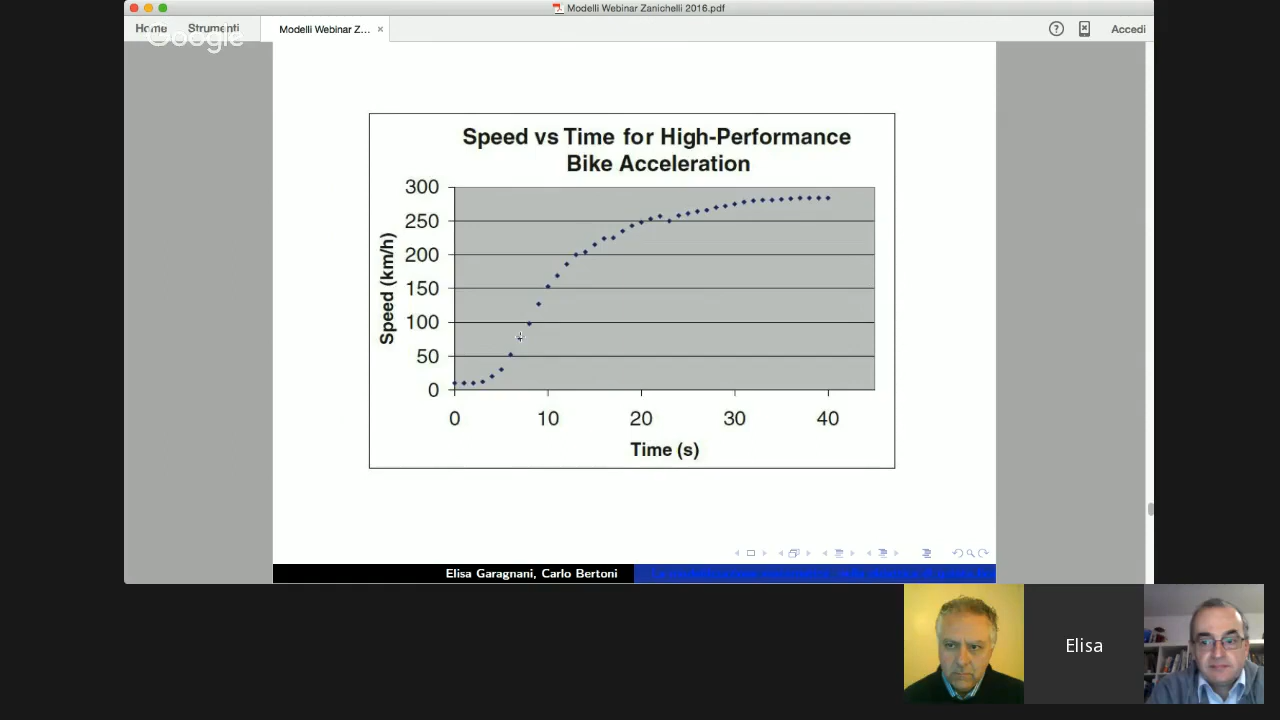 Modelli Webinar Zanichelli 2016.pdf
Home Strumenti Modelli Webinar Z... × ? Accedi
Google
Speed vs Time for High-Performance
Bike Acceleration
300
250
200
150
100
50
0
Speed (km/h)
0 10 20 30 40
Time (s)
Elisa Garagnani, Carlo Bertoni
Elisa